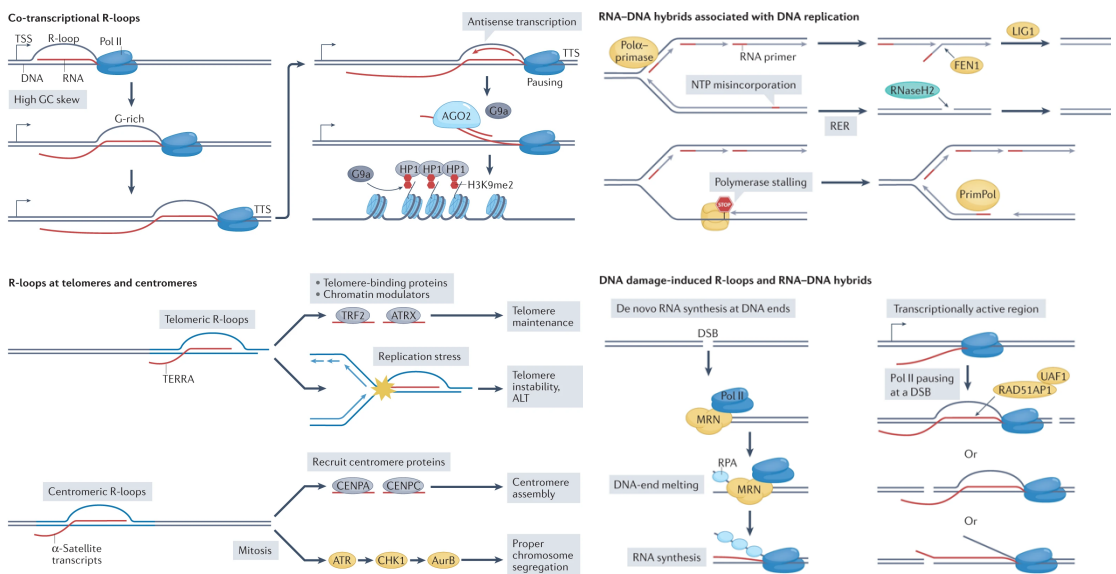 Co-transcriptional R-loops
TSS
R-loop
Pol II
DNA
RNA
High GC skew
G-rich
TTS
Antisense transcription
TTS
Pausing
AGO2
G9a
G9a
HP1
HP1
HP1
H3K9me2
RNA–DNA hybrids associated with DNA replication
Polα–
primase
RNA primer
LIG1
FEN1
NTP misincorporation
RNaseH2
RER
Polymerase stalling
STOP
PrimPol
R-loops at telomeres and centromeres
Telomeric R-loops
TERRA
• Telomere-binding proteins
• Chromatin modulators
TRF2
ATRX
Telomere
maintenance
Replication stress
Telomere
instability,
ALT
Centromeric R-loops
α-Satellite
transcripts
Recruit centromere proteins
CENPA
CENPC
Centromere
assembly
Mitosis
ATR
CHK1
AurB
Proper
chromosome
segregation
DNA damage-induced R-loops and RNA–DNA hybrids
De novo RNA synthesis at DNA ends
DSB
Pol II
MRN
RPA
DNA-end melting
MRN
RNA synthesis
Transcriptionally active region
Pol II pausing
at a DSB
UAF1
RAD51AP1
Or
Or